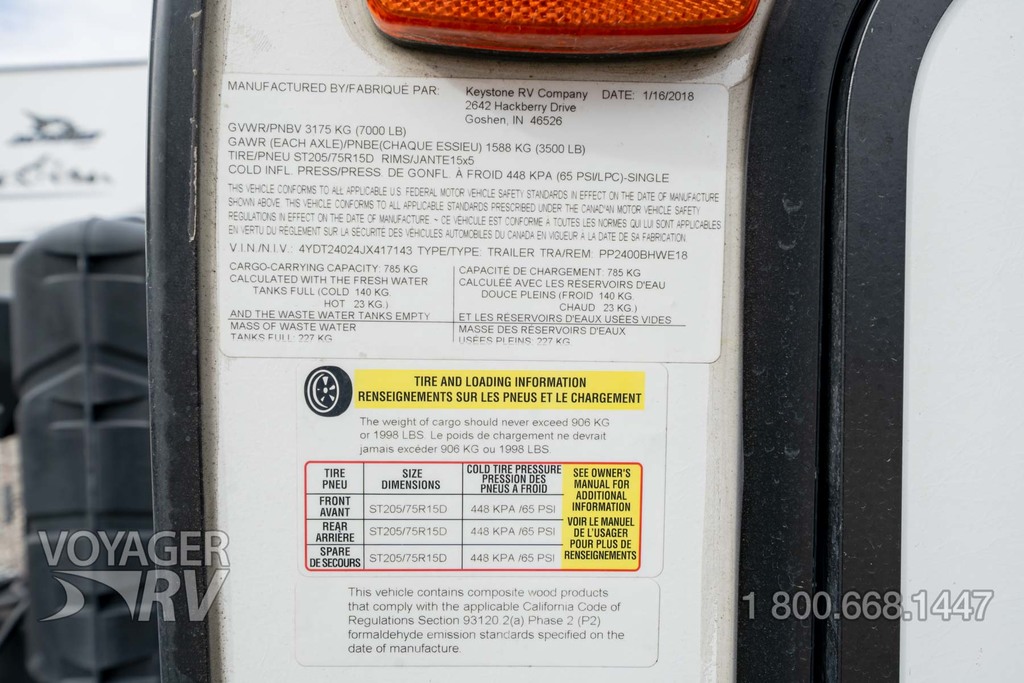 MANUFACTURED BY/FABRIQUÉ PAR: Keystone RV Company DATE: 1/16/2018
2642 Hackberry Drive
Goshen, IN 46526
GVWR/PNBV 3175 KG (7000 LB)
GAWR (EACH AXLE)/PNBE(CHAQUE ESSIEU) 1588 KG (3500 LB)
TIRE/PNEU ST205/75R15D RIMS/JANTE15x5
COLD INFL. PRESS/PRESS. DE GONFL. À FROID 448 KPA (65 PSI/LPC)-SINGLE
THIS VEHICLE CONFORMS TO ALL APPLICABLE U.S. FEDERAL MOTOR VEHICLE SAFETY STANDARDS IN EFFECT ON THE DATE OF MANUFACTURE
SHOWN ABOVE. THIS VEHICLE CONFORMS TO ALL APPLICABLE STANDARDS PRESCRIBED UNDER THE CANAD'AN MOTOR VEHICLE SAFETY
REGULATIONS IN EFFECT ON THE DATE OF MANUFACTURE ~ CE VEHICULE EST CONFORME À TOUTES LES NORMES QUI LUI SONT APPLICABLES
EN VERTU DU RÈGLEMENT SUR LA SECURITE DES VÉHICULES AUTOMOBILES DU CANADA EN VIGUEUR À LA DATE DE SA FABRICATION.
V.I.N./N.I.V.: 4YDT24024JX417143 TYPE/TYPE: TRAILER TRA/REM: PP2400BHWE18
CARGO-CARRYING CAPACITY: 785 KG
CALCULATED WITH THE FRESH WATER
TANKS FULL (COLD 140 KG.
HOT 23 KG.)
AND THE WASTE WATER TANKS EMPTY
MASS OF WASTE WATER
TANKS FULL: 227 KG
CAPACITÉ DE CHARGEMENT: 785 KG
CALCULÉE AVEC LES RÉSERVOIRS D'EAU
DOUCE PLEINS (FROID 140 KG.
CHAUD 23 KG.)
ET LES RÉSERVOIRS D'EAUX USÉES VIDES
MASSE DES RÉSERVOIRS D'EAUX
USÉES PLEINS: 227 KG
TIRE AND LOADING INFORMATION
RENSEIGNEMENTS SUR LES PNEUS ET LE CHARGEMENT
The weight of cargo should never exceed 906 KG
or 1998 LBS. Le poids de chargement ne devrait
jamais excéder 906 KG ou 1998 LBS.
TIRE
PNEU
SIZE
DIMENSIONS
COLD TIRE PRESSURE
PRESSION DES
PNEUS A FROID
FRONT
AVANT
ST205/75R15D
448 KPA /65 PSI
REAR
ARRIÈRE
ST205/75R15D
448 KPA /65 PSI
SPARE
DE SECOURS
ST205/75R15D
448 KPA /65 PSI
SEE OWNER'S
MANUAL FOR
ADDITIONAL
INFORMATION
VOIR LE MANUEL
DE L'USAGER
POUR PLUS DE
RENSEIGNEMENTS
This vehicle contains composite wood products
that comply with the applicable California Code of
Regulations Section 93120.2(a) Phase 2 (P2)
formaldehyde emission standards specified on the
date of manufacture.
VOYAGER
RV
1 800.668.1447